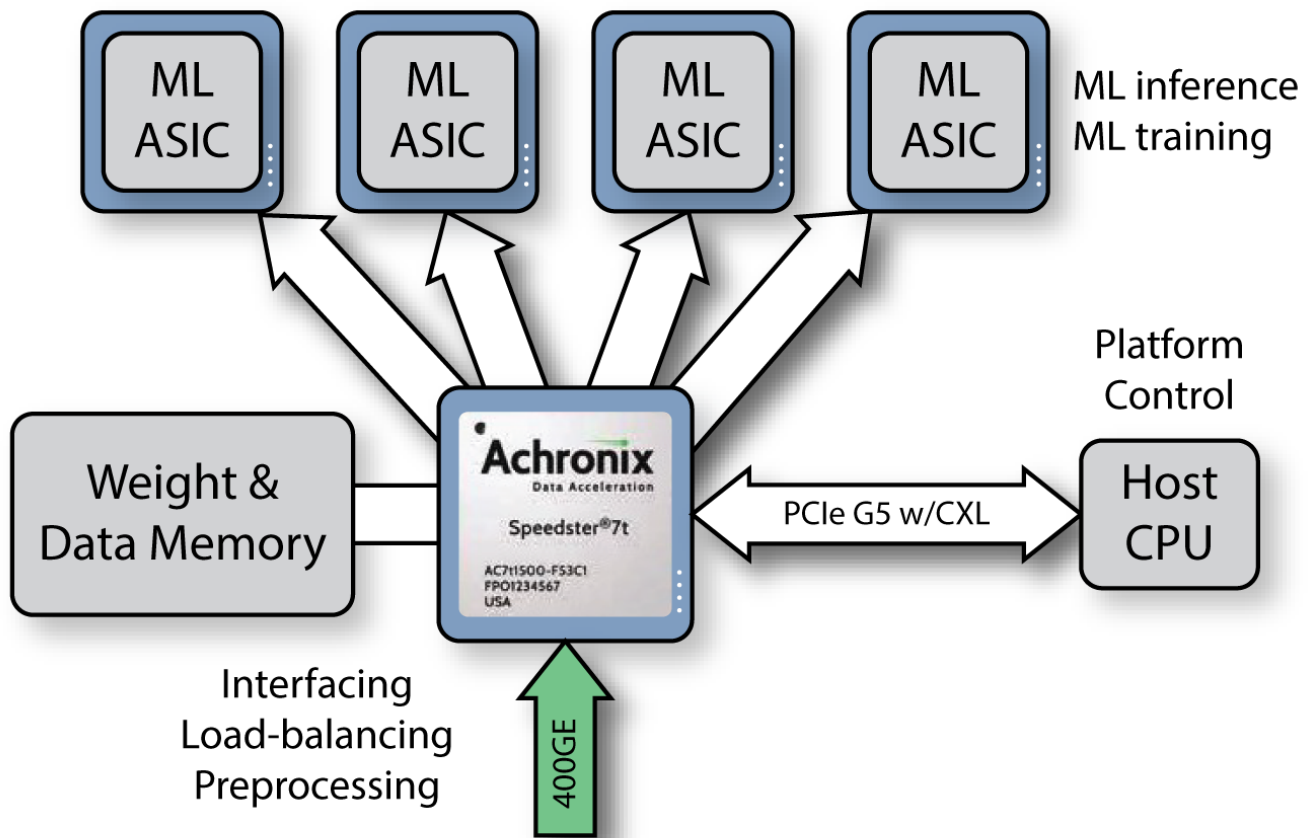 ML
ASIC
ML
ASIC
ML
ASIC
ML
ASIC
ML inference
ML training
Platform
Control
Weight &
Data Memory
Achronix
Data Acceleration
Speedster®7t
AC7t1500-F53C1
FPO1234567
USA
PCIe G5 w/CXL
Host
CPU
Interfacing
Load-balancing
Preprocessing
400GE